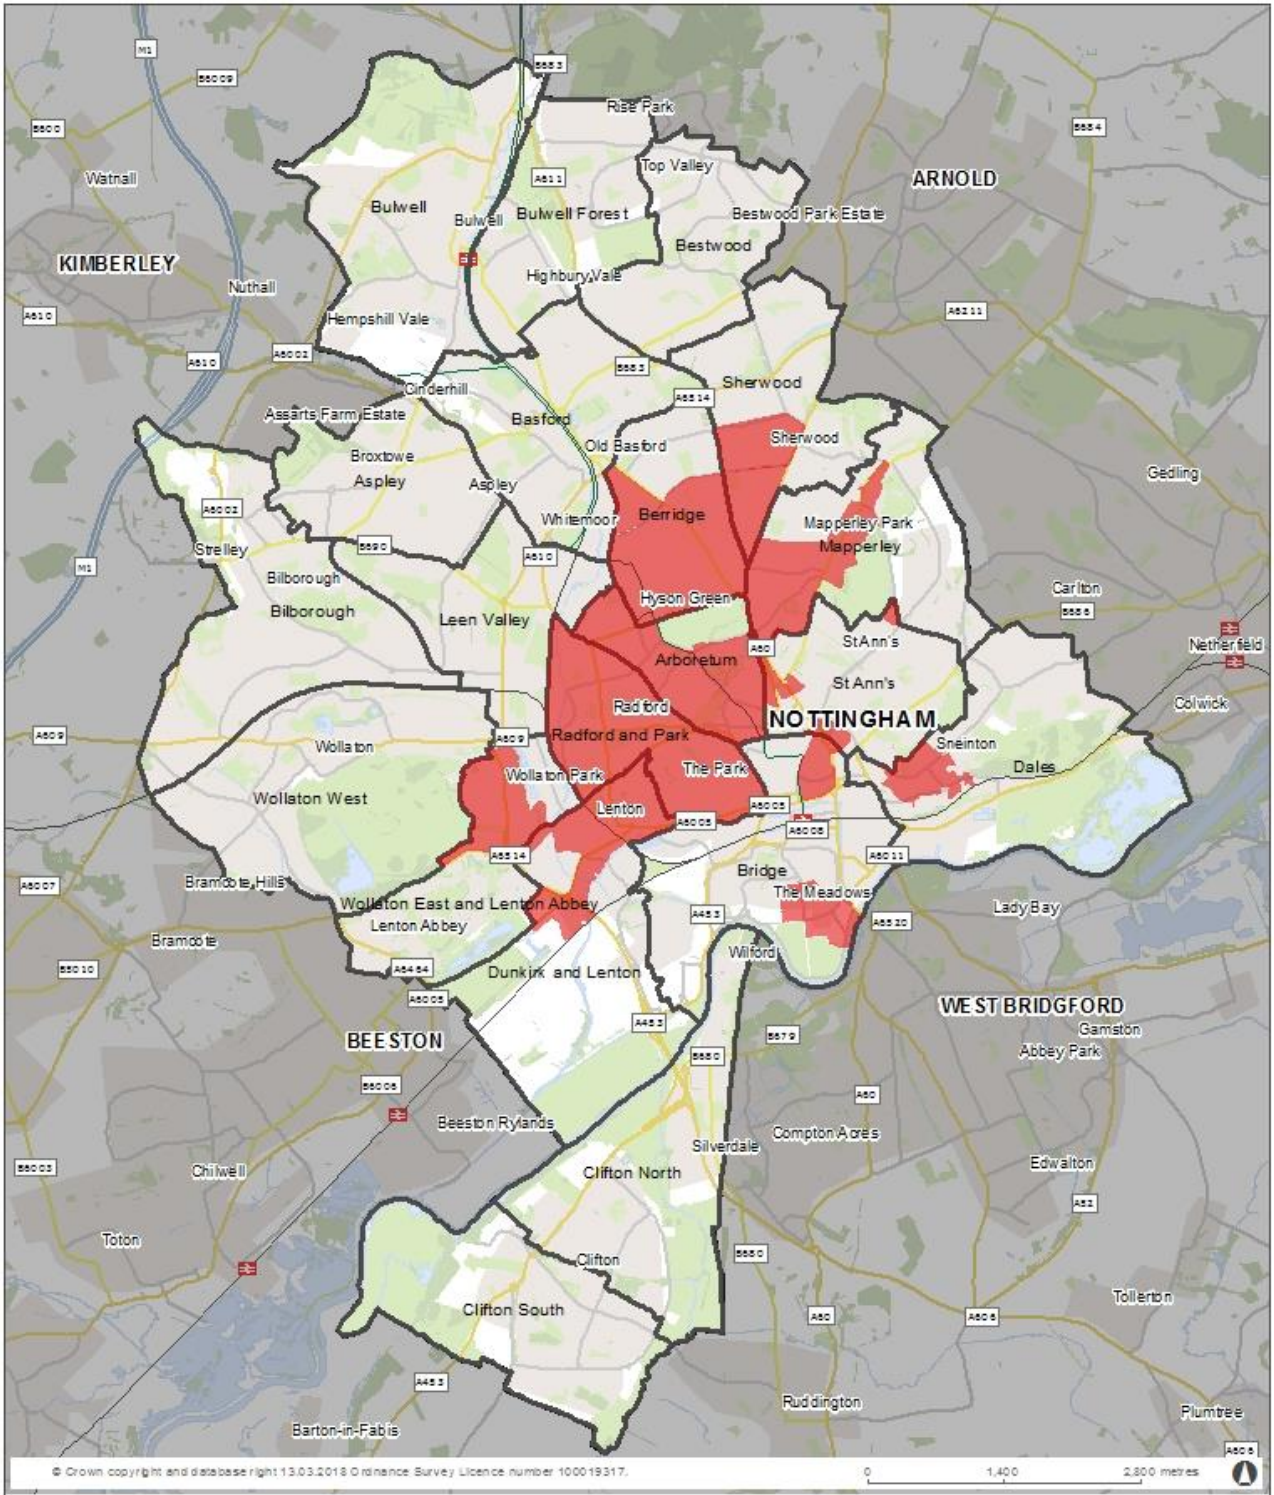 M1
B683
B6009
Rise Park
B600
B684
Top Valley
Watnall
A611
ARNOLD
Bulwell
Bulwell
Bulwell Forest
Bestwood Park Estate
Bestwood
KIMBERLEY
Highbury Vale
Nuthall
A610
Hempshill Vale
A6211
A6002
A610
B683
Cinderhill
Sherwood
A6514
Assarts Farm Estate
Basford
Old Basford
Sherwood
Broxtowe
Aspley
Aspley
Gedling
A6002
Berridge
Whitemoor
Mapperley Park
Mapperley
Strelley
B690
A610
M1
Bilborough
Carlton
Bilborough
Hyson Green
B686
Leen Valley
St Ann's
Netherfield
A60
Arboretum
St Ann's
Radford
Colwick
NOTTINGHAM
A609
A609
Radford and Park
Wollaton
Sneinton
Wollaton Park
The Park
Dales
Wollaton West
Lenton
A6005
A6005
A6008
A6514
A6011
Bridge
A6007
Bramcote Hills
The Meadows
Wollaton East and Lenton Abbey
Lady Bay
A453
A6520
Lenton Abbey
Bramcote
Wilford
B5010
A6464
Dunkirk and Lenton
A6005
WEST BRIDGFORD
A453
Gamston
B679
BEESTON
Abbey Park
B680
B6006
A60
Beeston Rylands
Compton Acres
Silverdale
B6003
Chilwell
Clifton North
Edwalton
A52
Toton
B680
Clifton
Tollerton
Clifton South
A60
A606
A453
Ruddington
Plumtree
Barton-in-Fabis
A606
© Crown copyright and database right 13.03.2018 Ordnance Survey Licence number 100019317.
0 1,400 2,800 metres